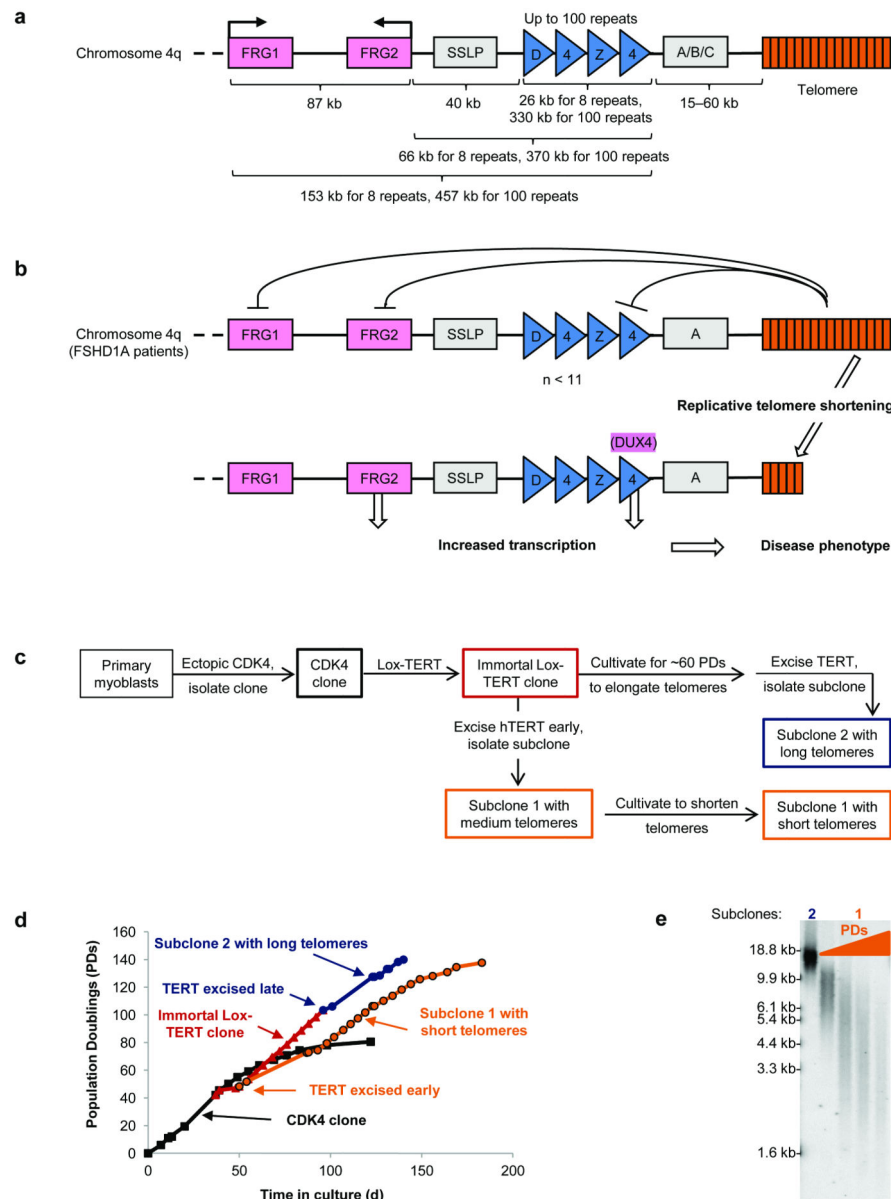 a
Up to 100 repeats
Chromosome 4q
FRG1
FRG2
SSLP
D
4
Z
4
A/B/C
87 kb
40 kb
26 kb for 8 repeats,
330 kb for 100 repeats
15–60 kb
Telomere
66 kb for 8 repeats, 370 kb for 100 repeats
153 kb for 8 repeats, 457 kb for 100 repeats
b
Chromosome 4q
(FSHD1A patients)
FRG1
FRG2
SSLP
D
4
Z
4
A
n < 11
Replicative telomere shortening
(DUX4)
FRG1
FRG2
SSLP
D
4
Z
4
A
Increased transcription
Disease phenotype
c
Primary
myoblasts
Ectopic CDK4,
isolate clone
CDK4
clone
Lox-TERT
Immortal Lox-
TERT clone
Cultivate for ~60 PDs
to elongate telomeres
Excise TERT,
isolate subclone
Excise hTERT early,
isolate subclone
Subclone 2 with
long telomeres
Subclone 1 with
medium telomeres
Cultivate to shorten
telomeres
Subclone 1 with
short telomeres
d
Population Doublings (PDs)
160
140
120
100
80
60
40
20
0
0
50
100
150
200
Time in culture (d)
Subclone 2 with long telomeres
TERT excised late
Immortal Lox-
TERT clone
Subclone 1 with
short telomeres
TERT excised early
CDK4 clone
e
Subclones:
2
1
PDs
18.8 kb
9.9 kb
6.1 kb
5.4 kb
4.4 kb
3.3 kb
1.6 kb